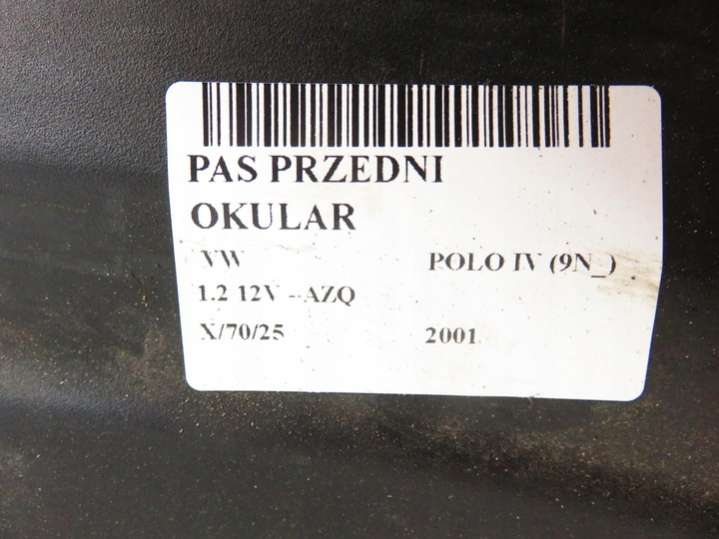 PAS PRZEDNI
OKULAR
VW POLO IV (9N_)
1.2 12V - AZQ
X/70/25 2001